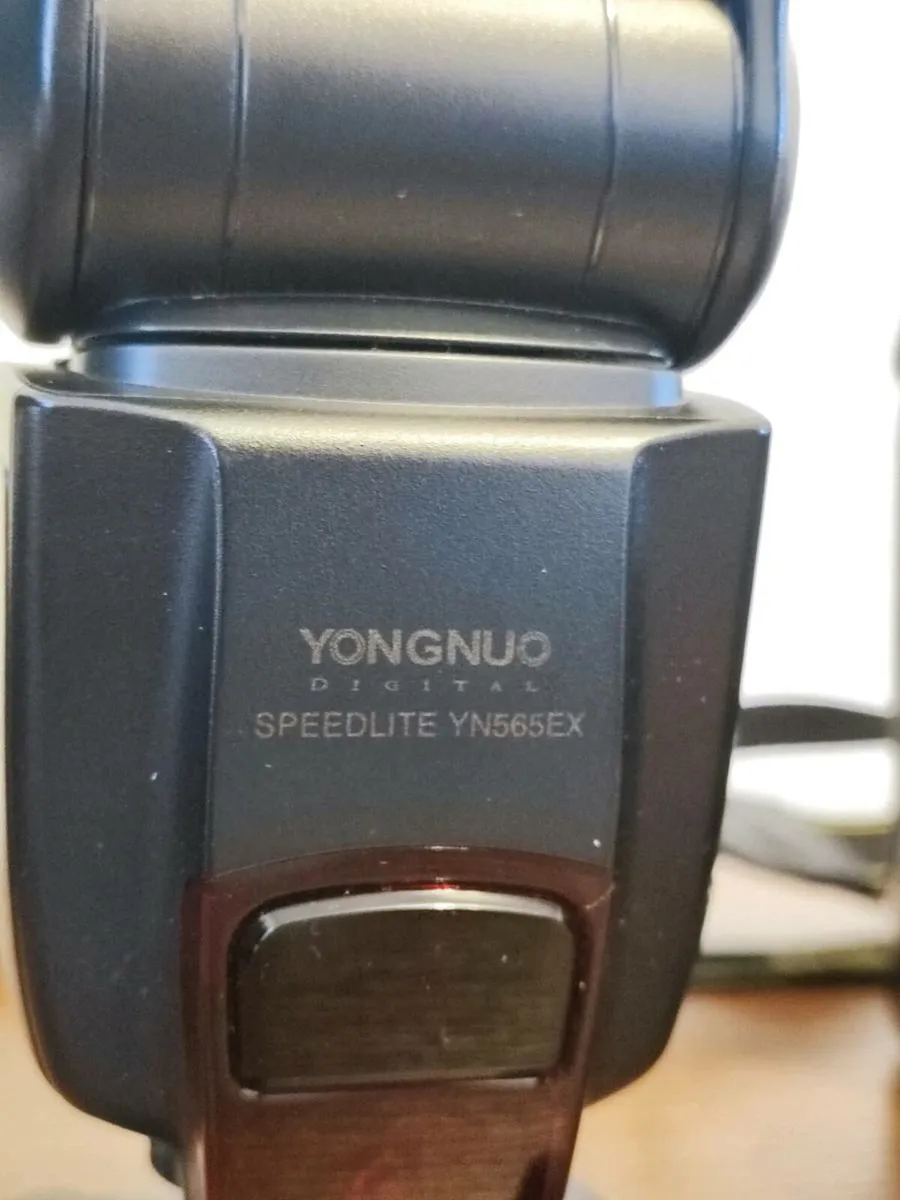 YONGNUO
DIGITAL
SPEEDLITE YN565EX